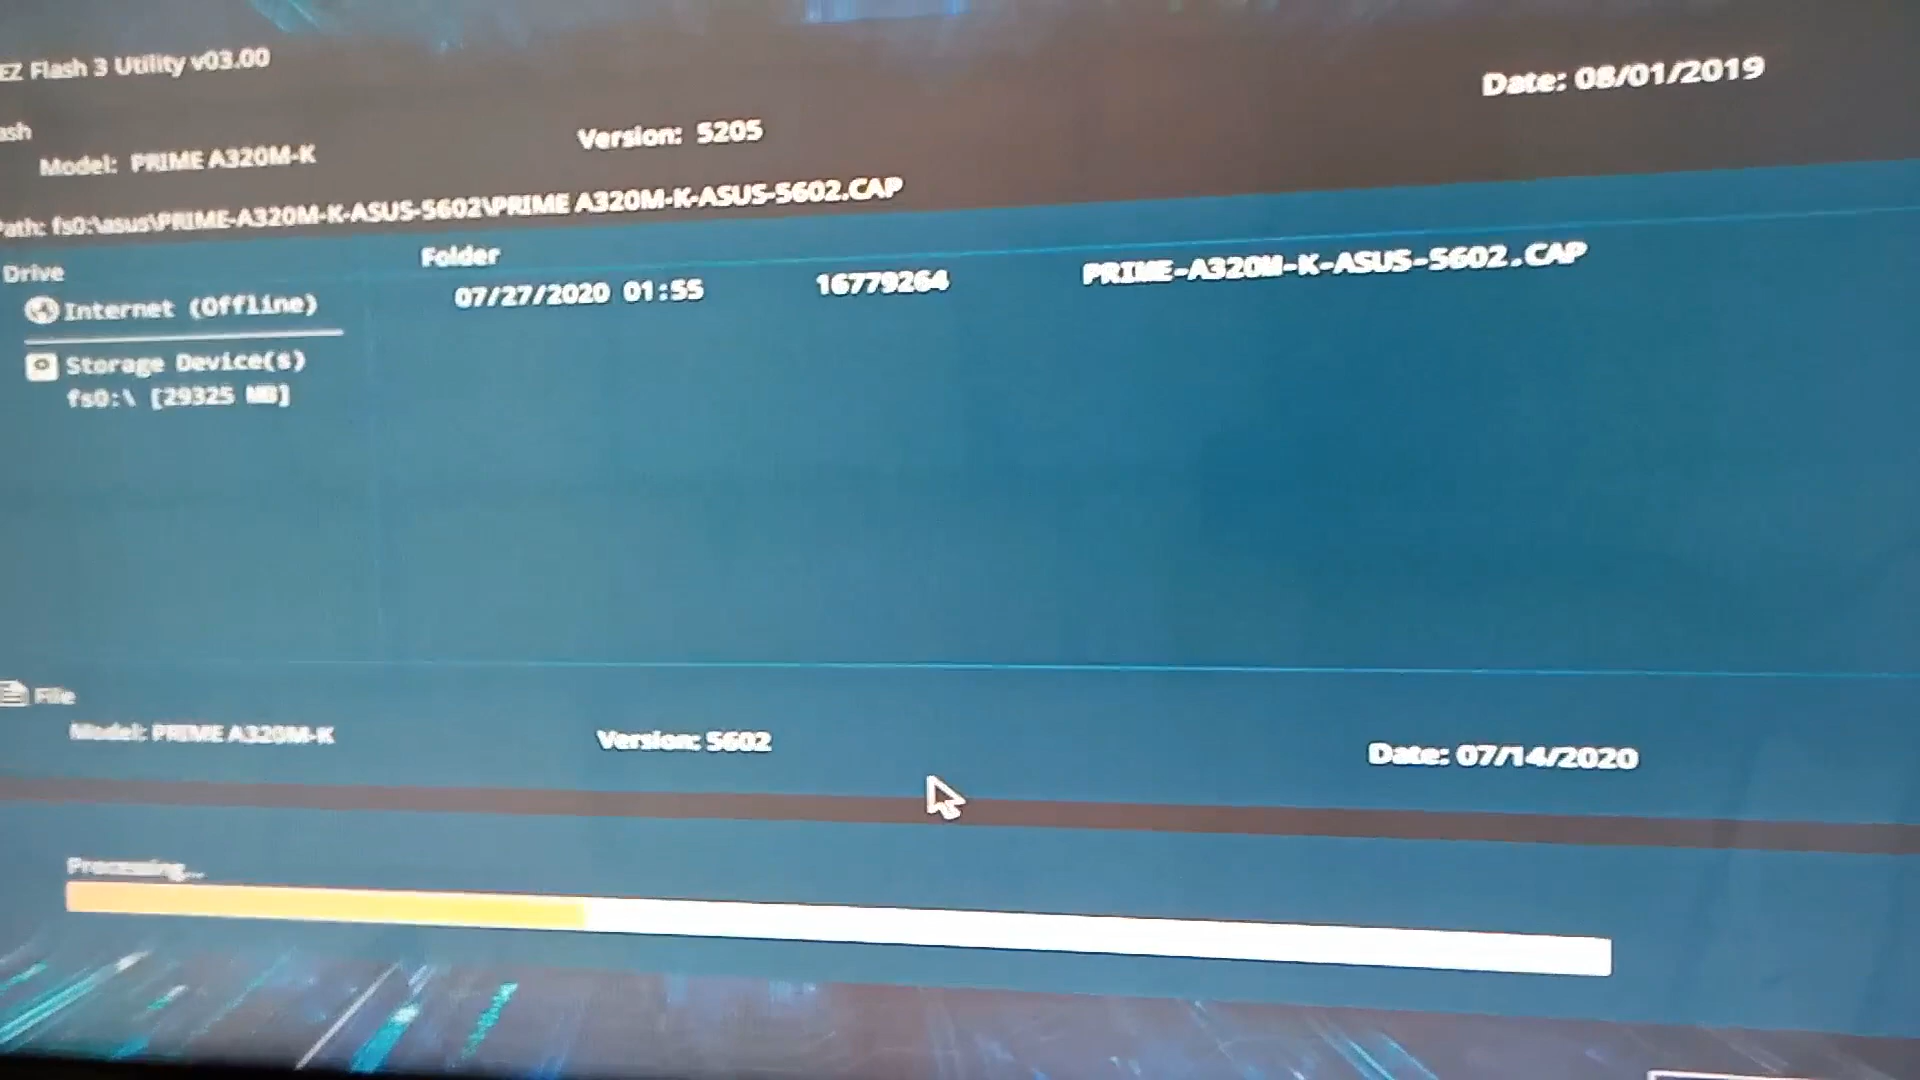 EZ Flash 3 Utility v03.00
Date: 08/01/2019
ash
Model: PRIME A320M-K
Version: 5205
Path: fs0:\asus\PRIME-A320M-K-ASUS-5602\PRIME A320M-K-ASUS-5602.CAP
Drive
Folder
Internet (Offline)
07/27/2020 01:55 16779264 PRIME-A320M-K-ASUS-5602.CAP
Storage Device(s)
fs0:\ [29325 MB]
File
Model: PRIME A320M-K
Version: 5602
Date: 07/14/2020
Processing...